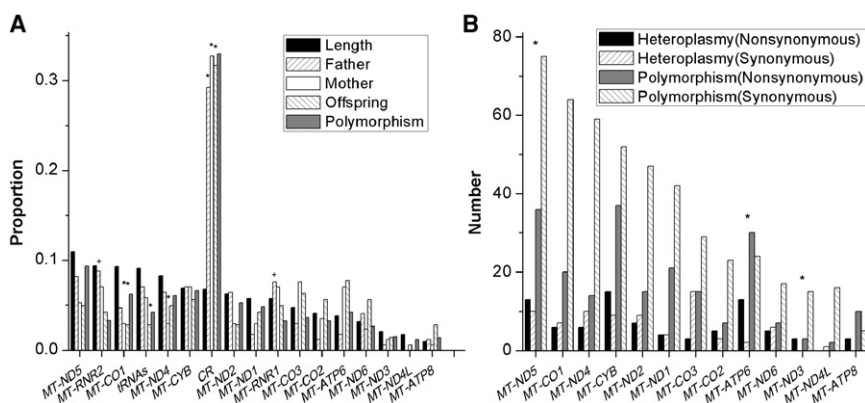 A
Length
Father
Mother
Offspring
Polymorphism
Proportion
0.3
0.2
0.1
0.0
* * *
+ ** * * +
MT-ND5
MT-RNR2
MT-CO1
tRNAs
MT-ND4
MT-CYB
CR
MT-ND2
MT-ND1
MT-RNR1
MT-CO3
MT-CO2
MT-ATP6
MT-ND6
MT-ND3
MT-ND4L
MT-ATP8
B
Heteroplasmy(Nonsynonymous)
Heteroplasmy(Synonymous)
Polymorphism(Nonsynonymous)
Polymorphism(Synonymous)
Number
80
60
40
20
0
*
*
*
MT-ND5
MT-CO1
MT-ND4
MT-CYB
MT-ND2
MT-ND1
MT-CO3
MT-CO2
MT-ATP6
MT-ND6
MT-ND3
MT-ND4L
MT-ATP8